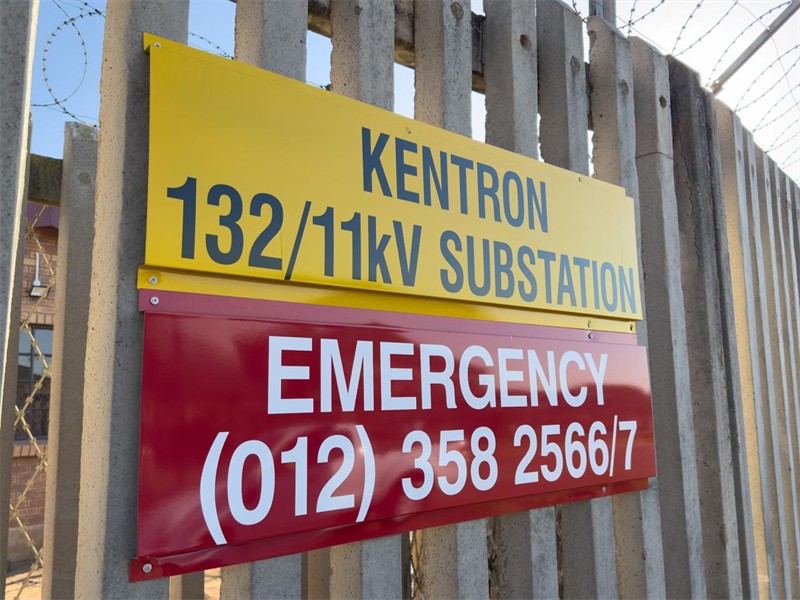 KENTRON
132/11kV SUBSTATION
EMERGENCY
(012) 358 2566/7